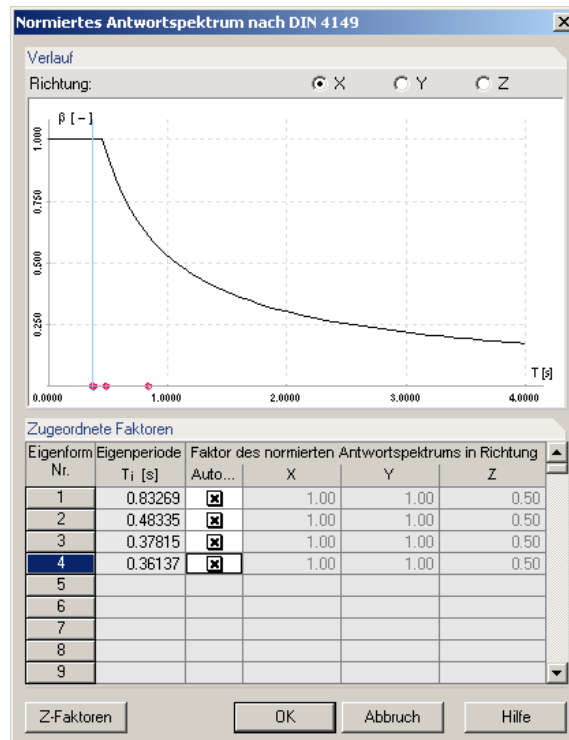 Normiertes Antwortspektrum nach DIN 4149
Verlauf
Richtung: X Y Z
β [ – ]
1.000
0.750
0.500
0.250
T [s]
0.0000 1.0000 2.0000 3.0000 4.0000
Zugeordnete Faktoren
Eigenform Eigenperiode Faktor des normierten Antwortspektrums in Richtung
Nr. Ti [s] Auto... X Y Z
1 0.83269 1.00 1.00 0.50
2 0.48335 1.00 1.00 0.50
3 0.37815 1.00 1.00 0.50
4 0.36137 1.00 1.00 0.50
5
6
7
8
9
Z-Faktoren OK Abbruch Hilfe